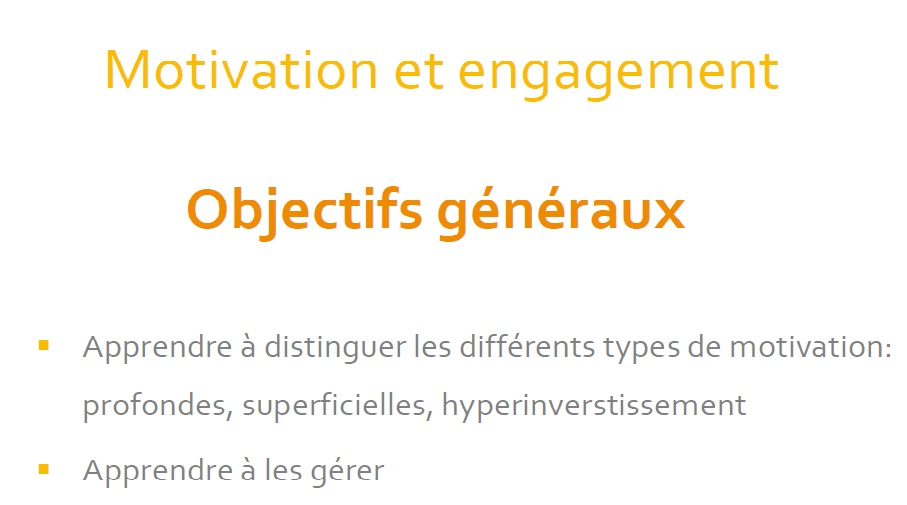 Motivation et engagement
Objectifs généraux
▪ Apprendre à distinguer les différents types de motivation:
profondes, superficielles, hyperinverstissement
▪ Apprendre à les gérer